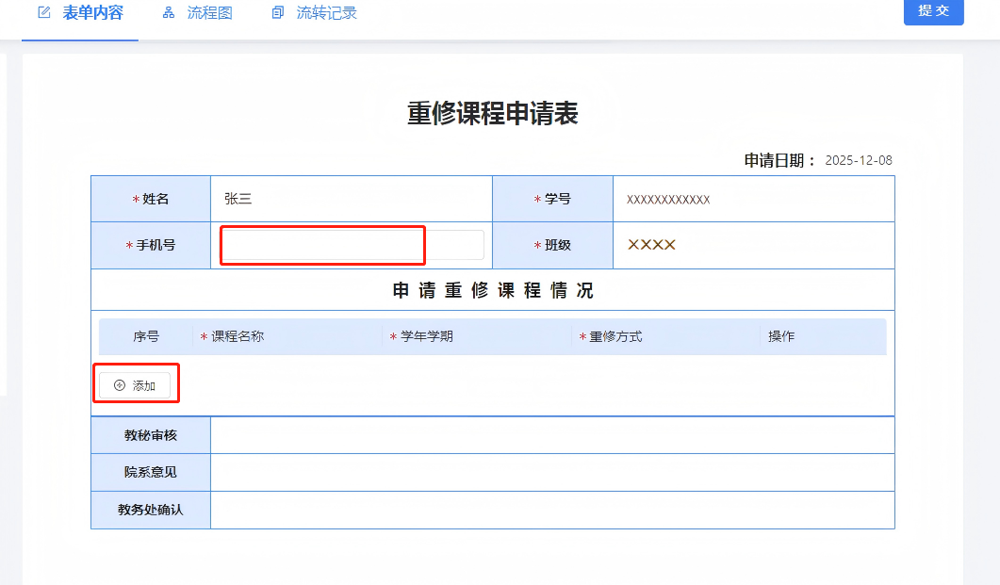 表单内容 流程图 流转记录 提交
重修课程申请表
申请日期： 2025-12-08
*姓名 张三 *学号 XXXXXXXXXXXX
*手机号 *班级 XXXX
申请重修课程情况
序号 *课程名称 *学年学期 *重修方式 操作
添加
教秘审核
院系意见
教务处确认